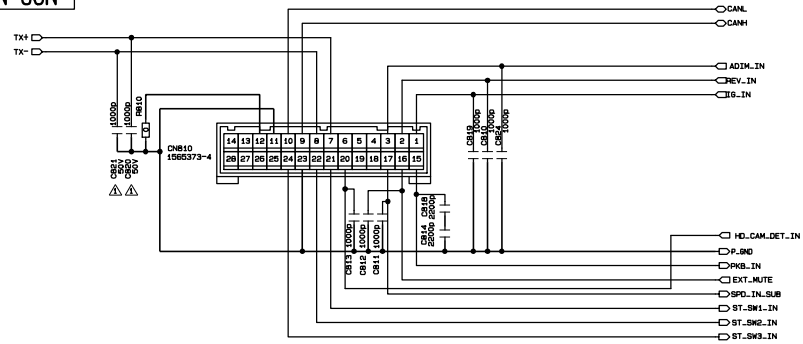 CANL
CANH
TX+
TX-
ADIM_IN
REV_IN
IG_IN
1000p
1000p
R810
0
C821
50V
C820
50V
CN810
1565373-4
14 13 12 11 10 9 8 7 6 5 4 3 2 1
28 27 26 25 24 23 22 21 20 19 18 17 16 15
C819
1000p
C810
1000p
C824
1000p
C813
1000p
C812
1000p
C811
1000p
C818
2200p
C814
2200p
HD_CAM_DET_IN
P_GND
PKB_IN
EXT_MUTE
SPD_IN_SUB
ST_SW1_IN
ST_SW2_IN
ST_SW3_IN